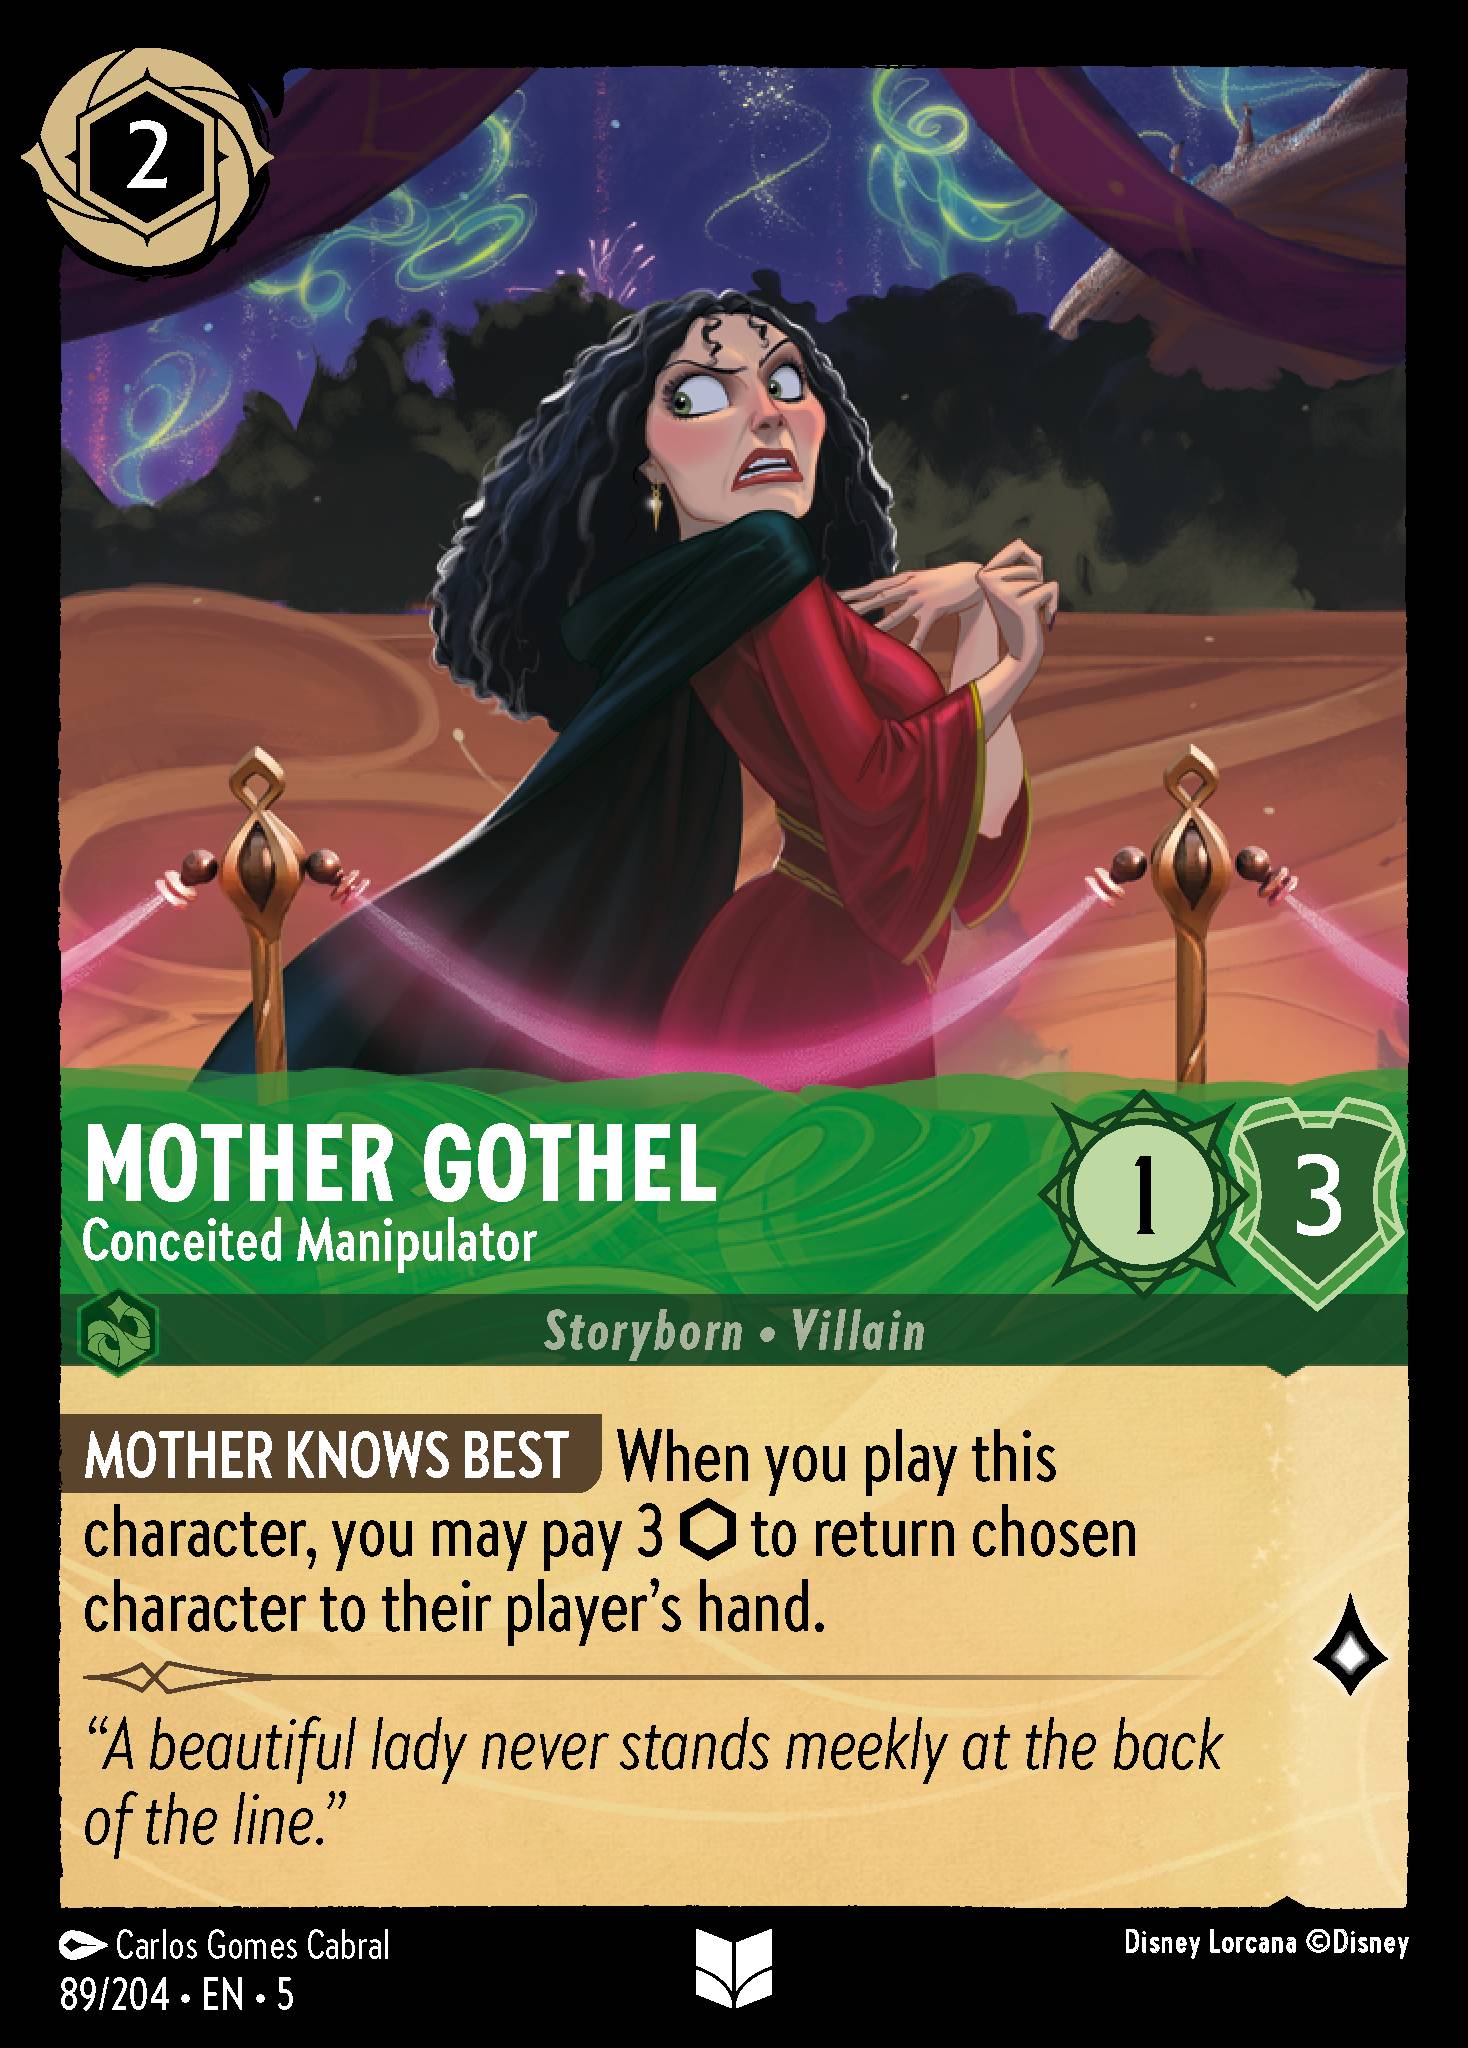 2
MOTHER GOTHEL
Conceited Manipulator
1
3
Storyborn • Villain
MOTHER KNOWS BEST When you play this
character, you may pay 3 ⬡ to return chosen
character to their player’s hand.
“A beautiful lady never stands meekly at the back
of the line.”
Carlos Gomes Cabral
89/204 • EN • 5
Disney Lorcana ©Disney